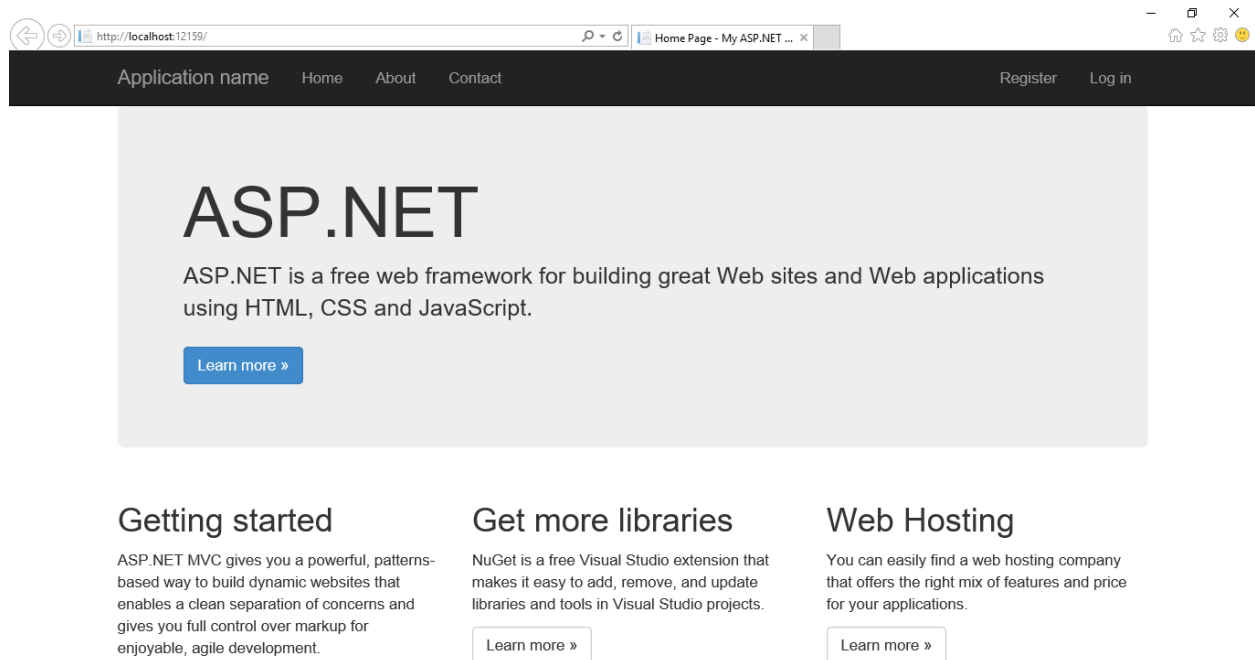 http://localhost:12159/
Home Page - My ASP.NET ...
Application name Home About Contact Register Log in
ASP.NET
ASP.NET is a free web framework for building great Web sites and Web applications
using HTML, CSS and JavaScript.
Learn more »
Getting started
ASP.NET MVC gives you a powerful, patterns-
based way to build dynamic websites that
enables a clean separation of concerns and
gives you full control over markup for
enjoyable, agile development.
Get more libraries
NuGet is a free Visual Studio extension that
makes it easy to add, remove, and update
libraries and tools in Visual Studio projects.
Learn more »
Web Hosting
You can easily find a web hosting company
that offers the right mix of features and price
for your applications.
Learn more »